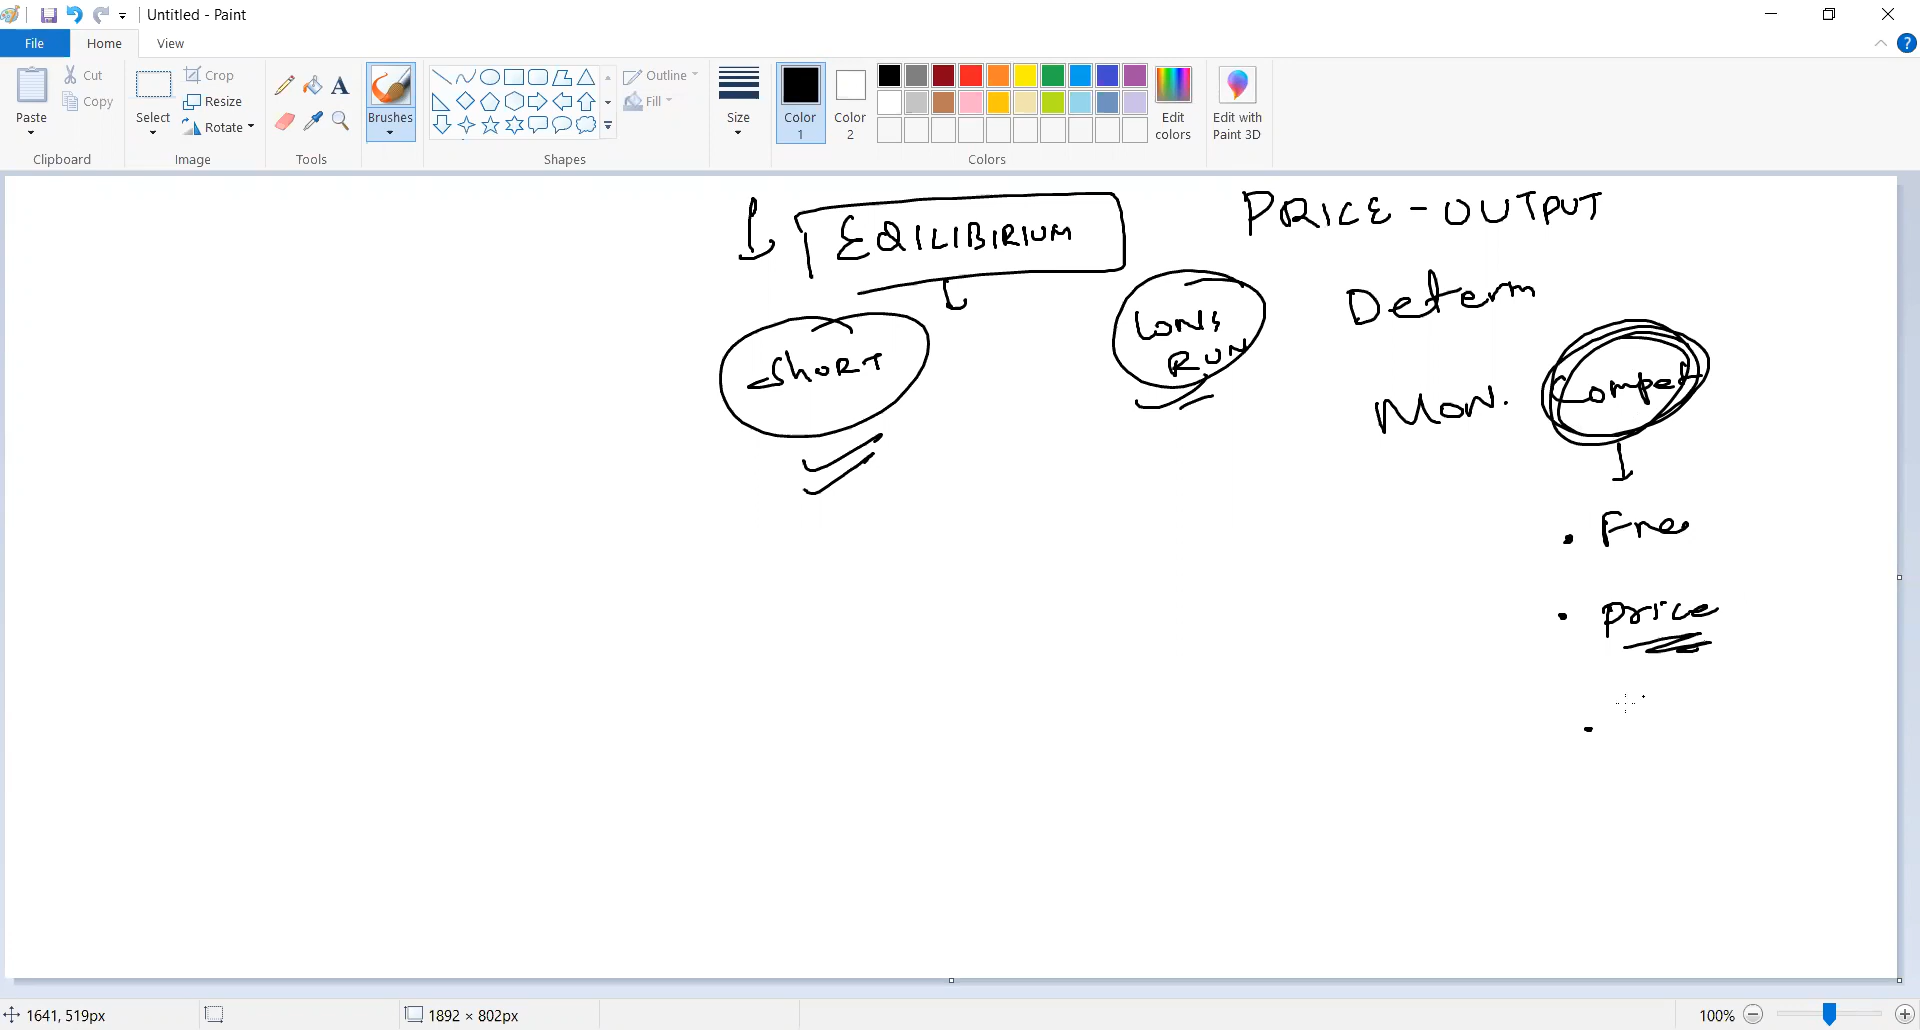 Untitled - Paint
File Home View
Paste
Cut
Copy
Clipboard
Select
Crop
Resize
Rotate
Image
Tools
Brushes
Outline
Fill
Shapes
Size
Color 1
Color 2
Edit colors
Edit with Paint 3D
Colors
EQILIBIRIUM
SHORT
LONG
RUN
PRICE - OUTPUT
Determ
Mon. Compet
• Free
• Price
•
1641, 519px
1892 × 802px
100%